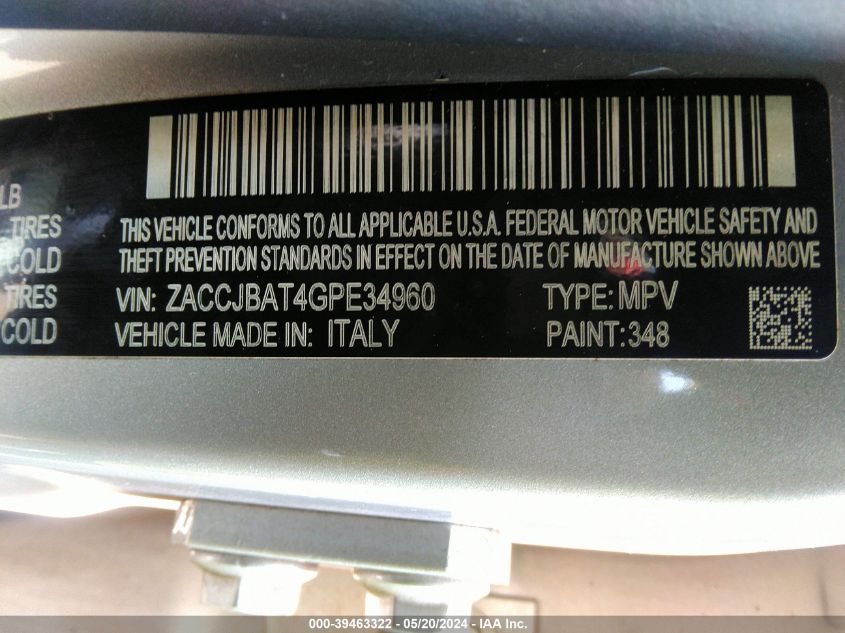 LB
TIRES
COLD
TIRES
COLD
THIS VEHICLE CONFORMS TO ALL APPLICABLE U.S.A. FEDERAL MOTOR VEHICLE SAFETY AND
THEFT PREVENTION STANDARDS IN EFFECT ON THE DATE OF MANUFACTURE SHOWN ABOVE
VIN: ZACCJBAT4GPE34960 TYPE: MPV
VEHICLE MADE IN: ITALY PAINT: 348
000-39463322 - 05/20/2024 - IAA Inc.